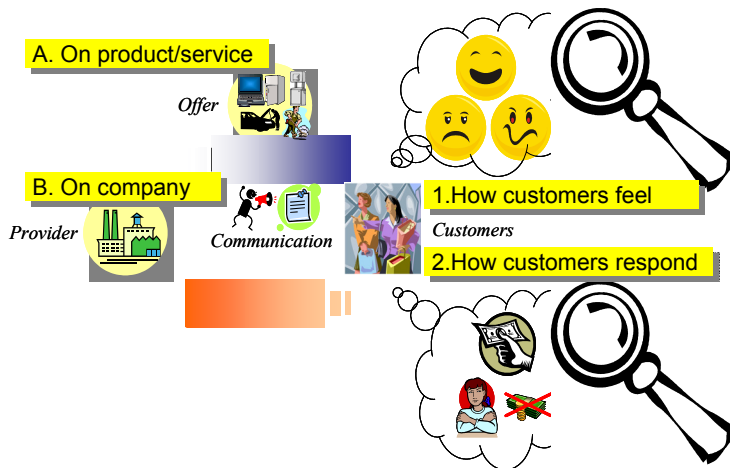 A. On product/service
Offer
B. On company
Provider
Communication
1.How customers feel
Customers
2.How customers respond